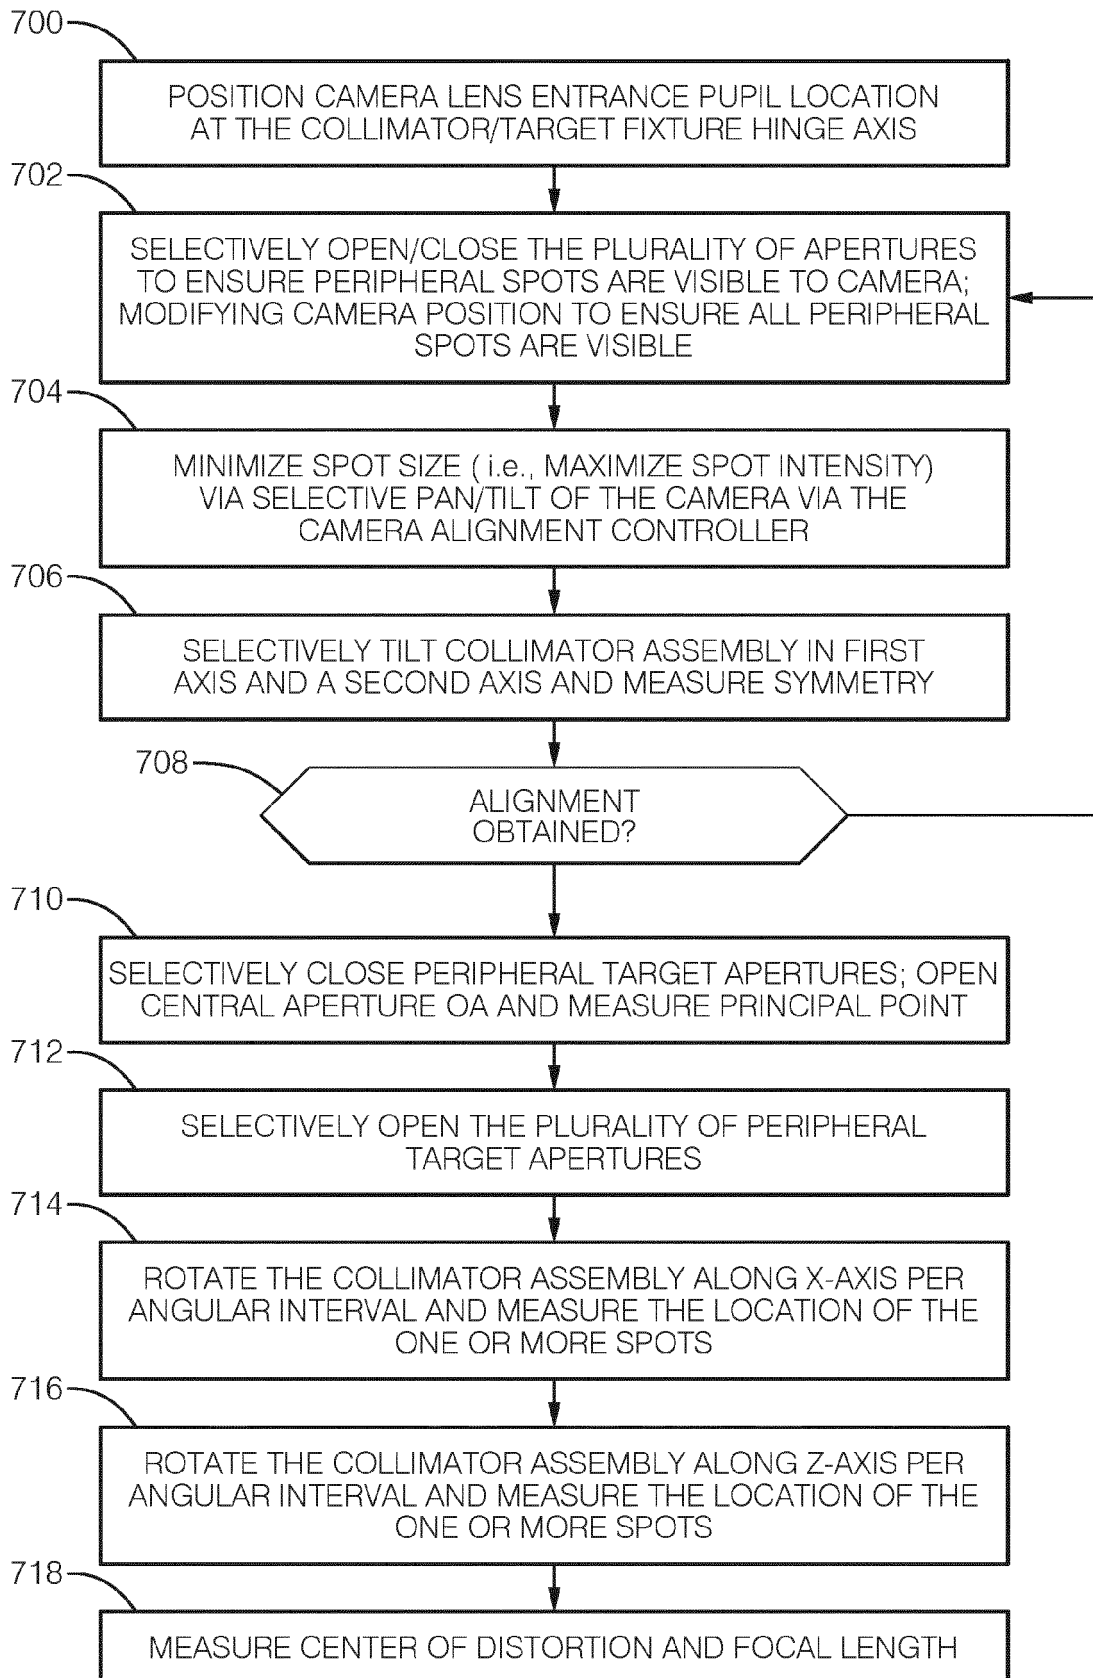 700
POSITION CAMERA LENS ENTRANCE PUPIL LOCATION
AT THE COLLIMATOR/TARGET FIXTURE HINGE AXIS
702
SELECTIVELY OPEN/CLOSE THE PLURALITY OF APERTURES
TO ENSURE PERIPHERAL SPOTS ARE VISIBLE TO CAMERA;
MODIFYING CAMERA POSITION TO ENSURE ALL PERIPHERAL
SPOTS ARE VISIBLE
704
MINIMIZE SPOT SIZE ( i.e., MAXIMIZE SPOT INTENSITY)
VIA SELECTIVE PAN/TILT OF THE CAMERA VIA THE
CAMERA ALIGNMENT CONTROLLER
706
SELECTIVELY TILT COLLIMATOR ASSEMBLY IN FIRST
AXIS AND A SECOND AXIS AND MEASURE SYMMETRY
708
ALIGNMENT
OBTAINED?
710
SELECTIVELY CLOSE PERIPHERAL TARGET APERTURES; OPEN
CENTRAL APERTURE OA AND MEASURE PRINCIPAL POINT
712
SELECTIVELY OPEN THE PLURALITY OF PERIPHERAL
TARGET APERTURES
714
ROTATE THE COLLIMATOR ASSEMBLY ALONG X-AXIS PER
ANGULAR INTERVAL AND MEASURE THE LOCATION OF THE
ONE OR MORE SPOTS
716
ROTATE THE COLLIMATOR ASSEMBLY ALONG Z-AXIS PER
ANGULAR INTERVAL AND MEASURE THE LOCATION OF THE
ONE OR MORE SPOTS
718
MEASURE CENTER OF DISTORTION AND FOCAL LENGTH